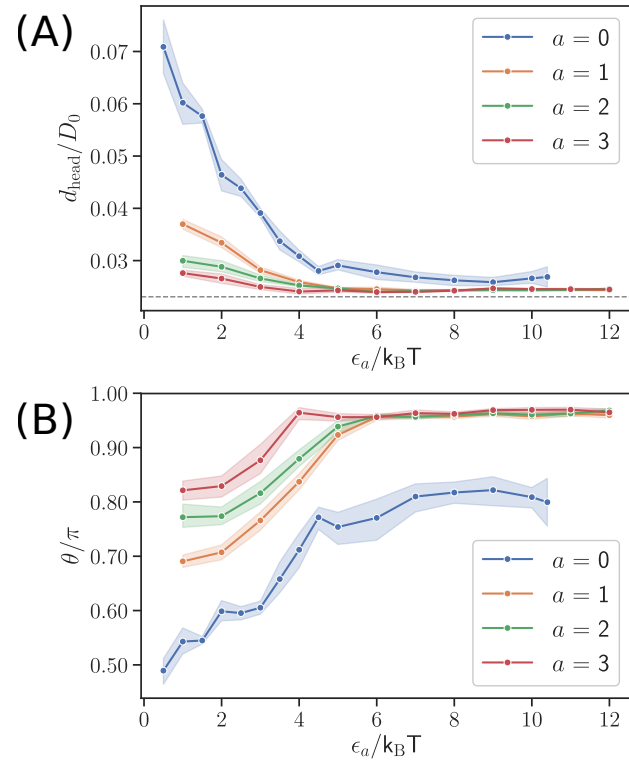 (A)
0.07
0.06
0.05
0.04
0.03
d_head/D_0
a = 0
a = 1
a = 2
a = 3
0 2 4 6 8 10 12
ϵ_a/k_BT
(B)
1.00
0.90
0.80
0.70
0.60
0.50
θ/π
a = 0
a = 1
a = 2
a = 3
0 2 4 6 8 10 12
ϵ_a/k_BT